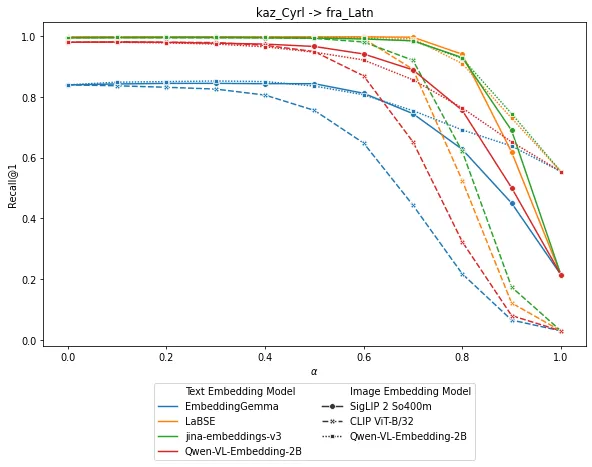 kaz_Cyrl -> fra_Latn
Recall@1
1.0
0.8
0.6
0.4
0.2
0.0
0.0 0.2 0.4 0.6 0.8 1.0
α
Text Embedding Model
EmbeddingGemma
LaBSE
jina-embeddings-v3
Qwen-VL-Embedding-2B
Image Embedding Model
SigLIP 2 So400m
CLIP ViT-B/32
Qwen-VL-Embedding-2B